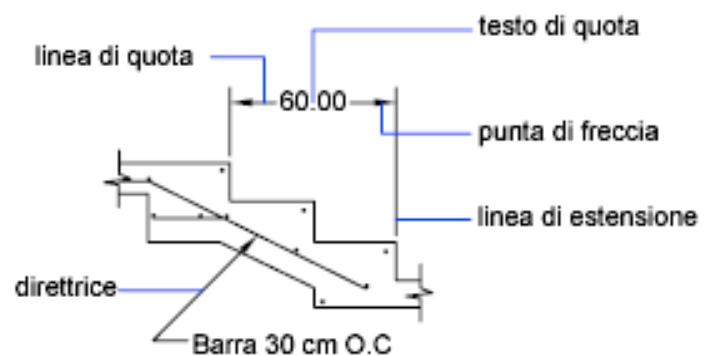 testo di quota
linea di quota
60.00
punta di freccia
linea di estensione
direttrice
Barra 30 cm O.C